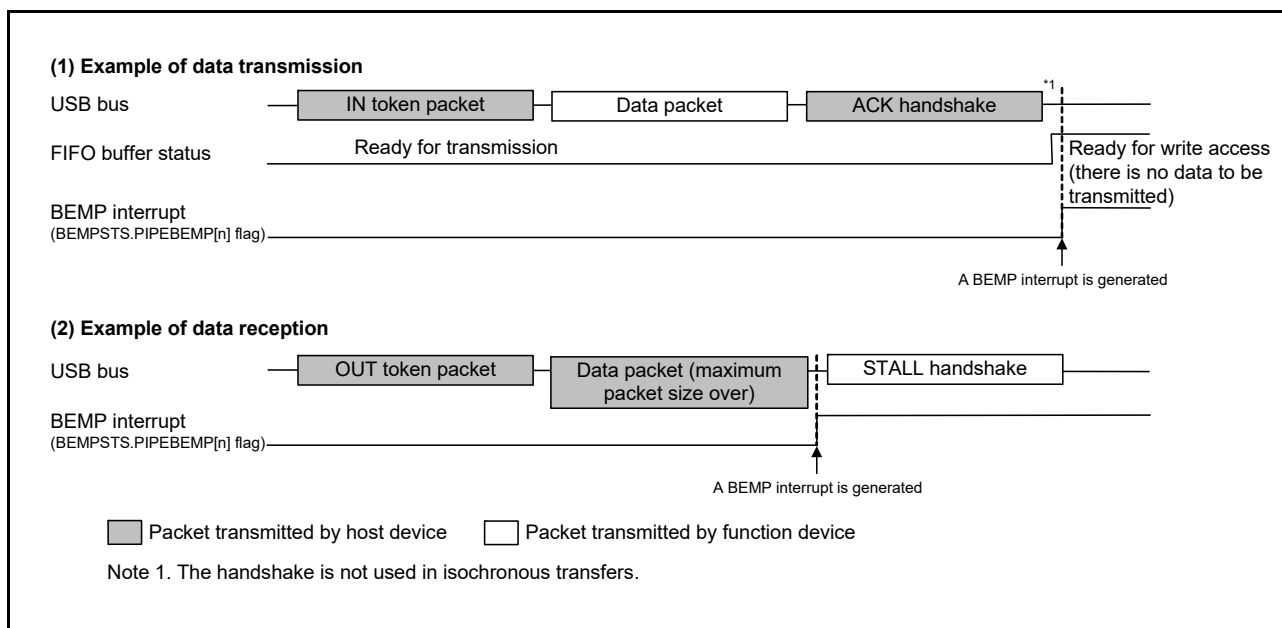 (1) Example of data transmission
*1
USB bus
IN token packet
Data packet
ACK handshake
FIFO buffer status
Ready for transmission
Ready for write access
(there is no data to be
transmitted)
BEMP interrupt
(BEMPSTS.PIPEBEMP[n] flag)
A BEMP interrupt is generated
(2) Example of data reception
USB bus
OUT token packet
Data packet (maximum
packet size over)
STALL handshake
BEMP interrupt
(BEMPSTS.PIPEBEMP[n] flag)
A BEMP interrupt is generated
Packet transmitted by host device
Packet transmitted by function device
Note 1. The handshake is not used in isochronous transfers.